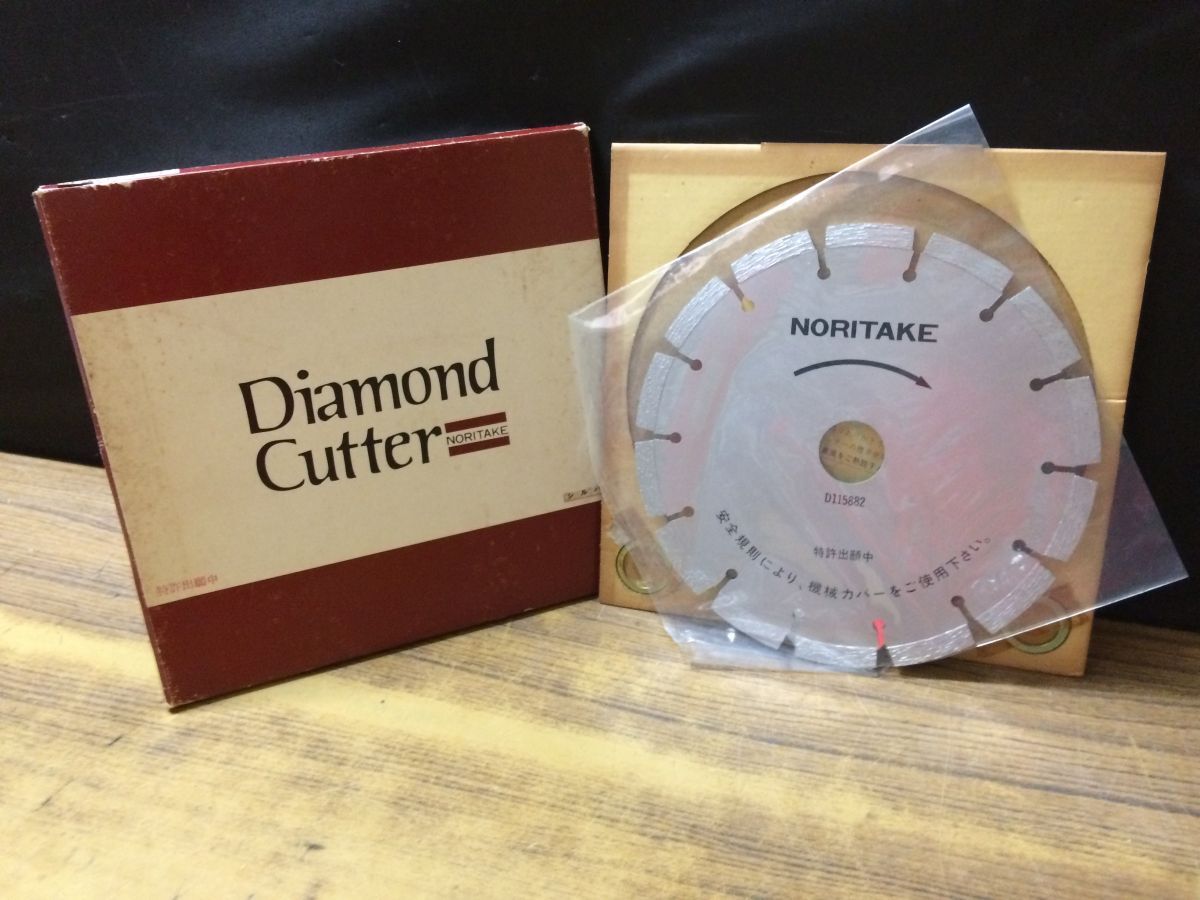 Diamond
Cutter
NORITAKE
特許出願中
NORITAKE
D115882
特許出願中
安全規則により、機械カバーをご使用下さい。